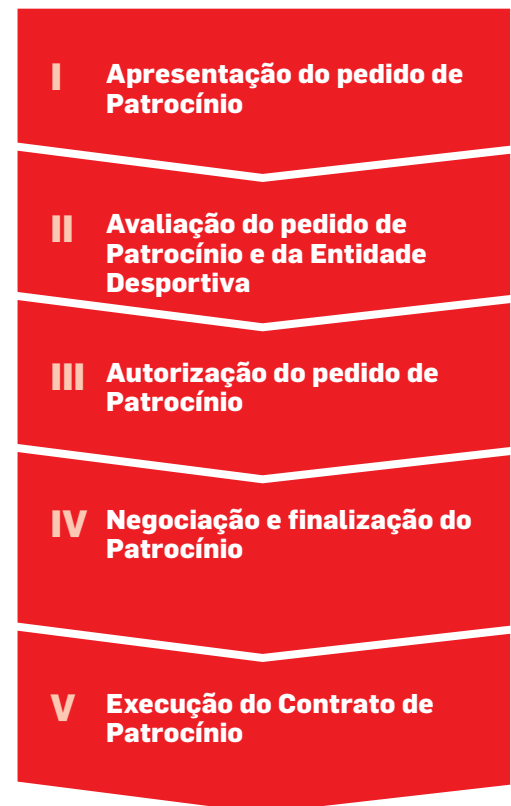 I Apresentação do pedido de
Patrocínio
II Avaliação do pedido de
Patrocínio e da Entidade
Desportiva
III Autorização do pedido de
Patrocínio
IV Negociação e finalização do
Patrocínio
V Execução do Contrato de
Patrocínio